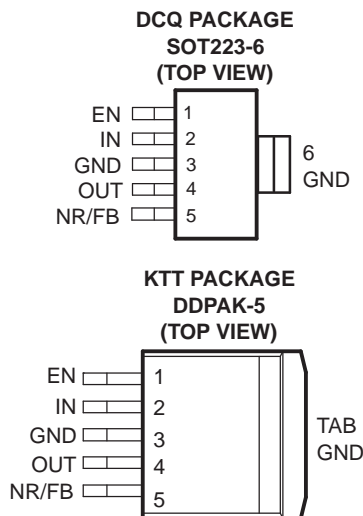 DCQ PACKAGE
SOT223-6
(TOP VIEW)
EN 1
IN 2
GND 3
OUT 4
NR/FB 5
6
GND
KTT PACKAGE
DDPAK-5
(TOP VIEW)
EN 1
IN 2
GND 3
OUT 4
NR/FB 5
TAB
GND